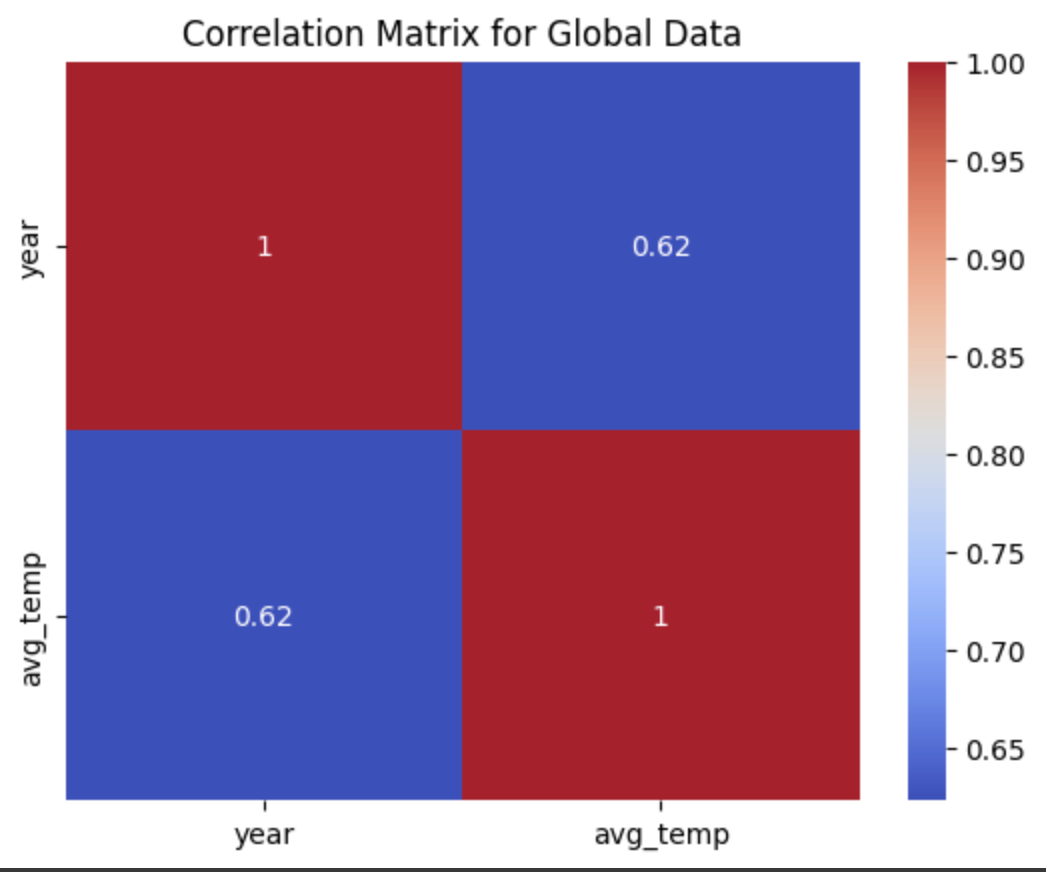 Correlation Matrix for Global Data
year
1
0.62
avg_temp
0.62
1
year
avg_temp
1.00
0.95
0.90
0.85
0.80
0.75
0.70
0.65